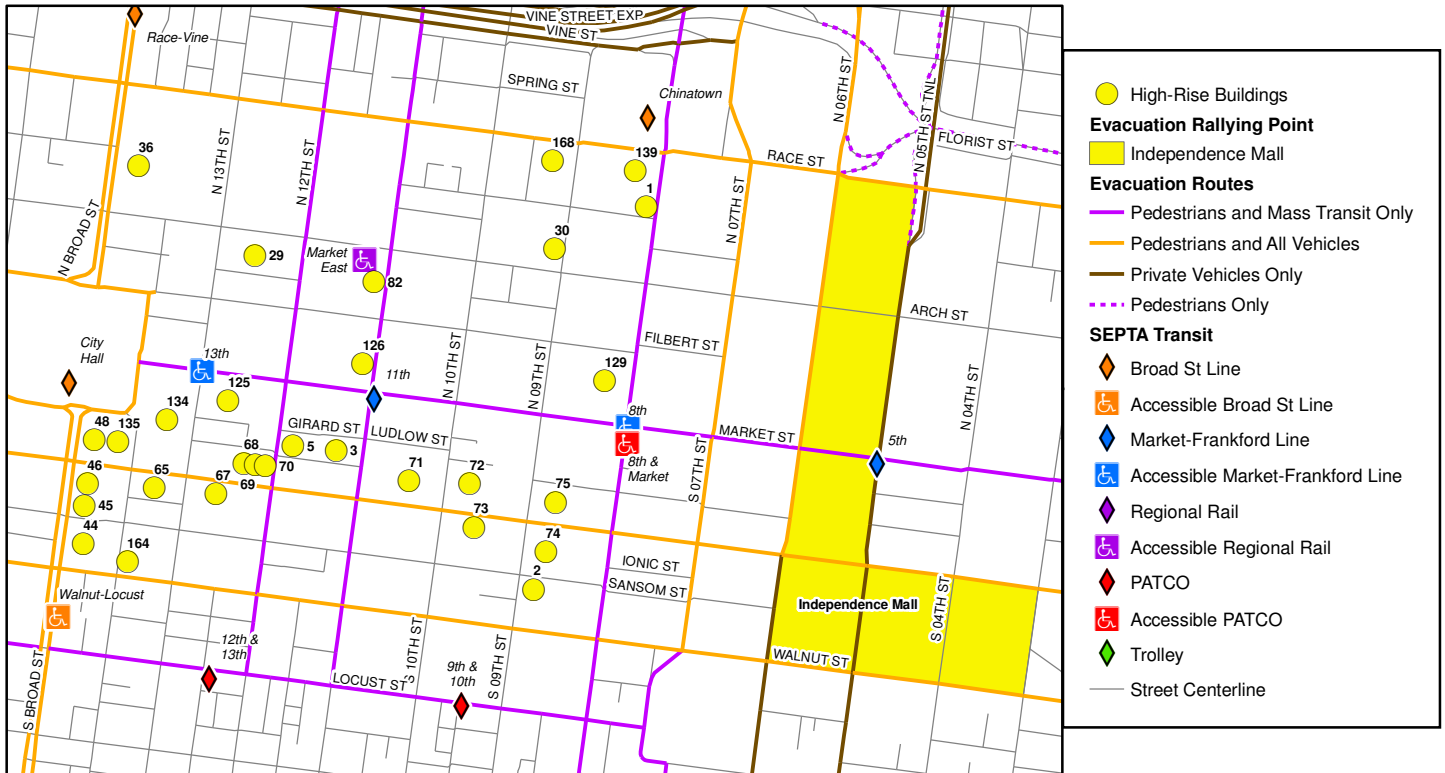 VINE STREET EXP
VINE ST
Race-Vine
SPRING ST
Chinatown
N 06TH ST
N 05TH ST TNL
FLORIST ST
N 13TH ST
N 12TH ST
36
168
139
1
RACE ST
N 07TH ST
N BROAD ST
29
Market
East
82
30
ARCH ST
City
Hall
13th
126
11th
N 10TH ST
N 09TH ST
FILBERT ST
129
N 04TH ST
125
134
48
135
GIRARD ST
LUDLOW ST
8th
MARKET ST
5th
68
5
3
70
67
69
46
65
71
72
8th &
Market
S 07TH ST
45
75
73
44
74
164
2
IONIC ST
SANSOM ST
Walnut-Locust
Independence Mall
S 04TH ST
12th &
13th
S 10TH ST
9th &
10th
S 09TH ST
WALNUT ST
LOCUST ST
S BROAD ST
High-Rise Buildings
Evacuation Rallying Point
Independence Mall
Evacuation Routes
Pedestrians and Mass Transit Only
Pedestrians and All Vehicles
Private Vehicles Only
Pedestrians Only
SEPTA Transit
Broad St Line
Accessible Broad St Line
Market-Frankford Line
Accessible Market-Frankford Line
Regional Rail
Accessible Regional Rail
PATCO
Accessible PATCO
Trolley
Street Centerline